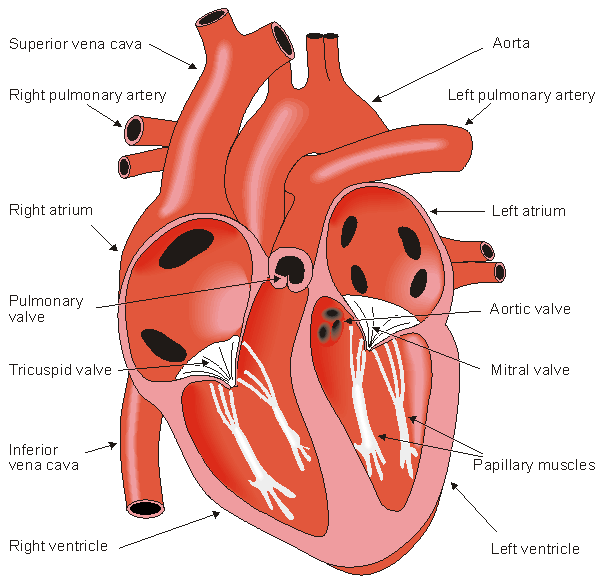 Superior vena cava
Right pulmonary artery
Right atrium
Pulmonary
valve
Tricuspid valve
Inferior
vena cava
Right ventricle
Aorta
Left pulmonary artery
Left atrium
Aortic valve
Mitral valve
Papillary muscles
Left ventricle